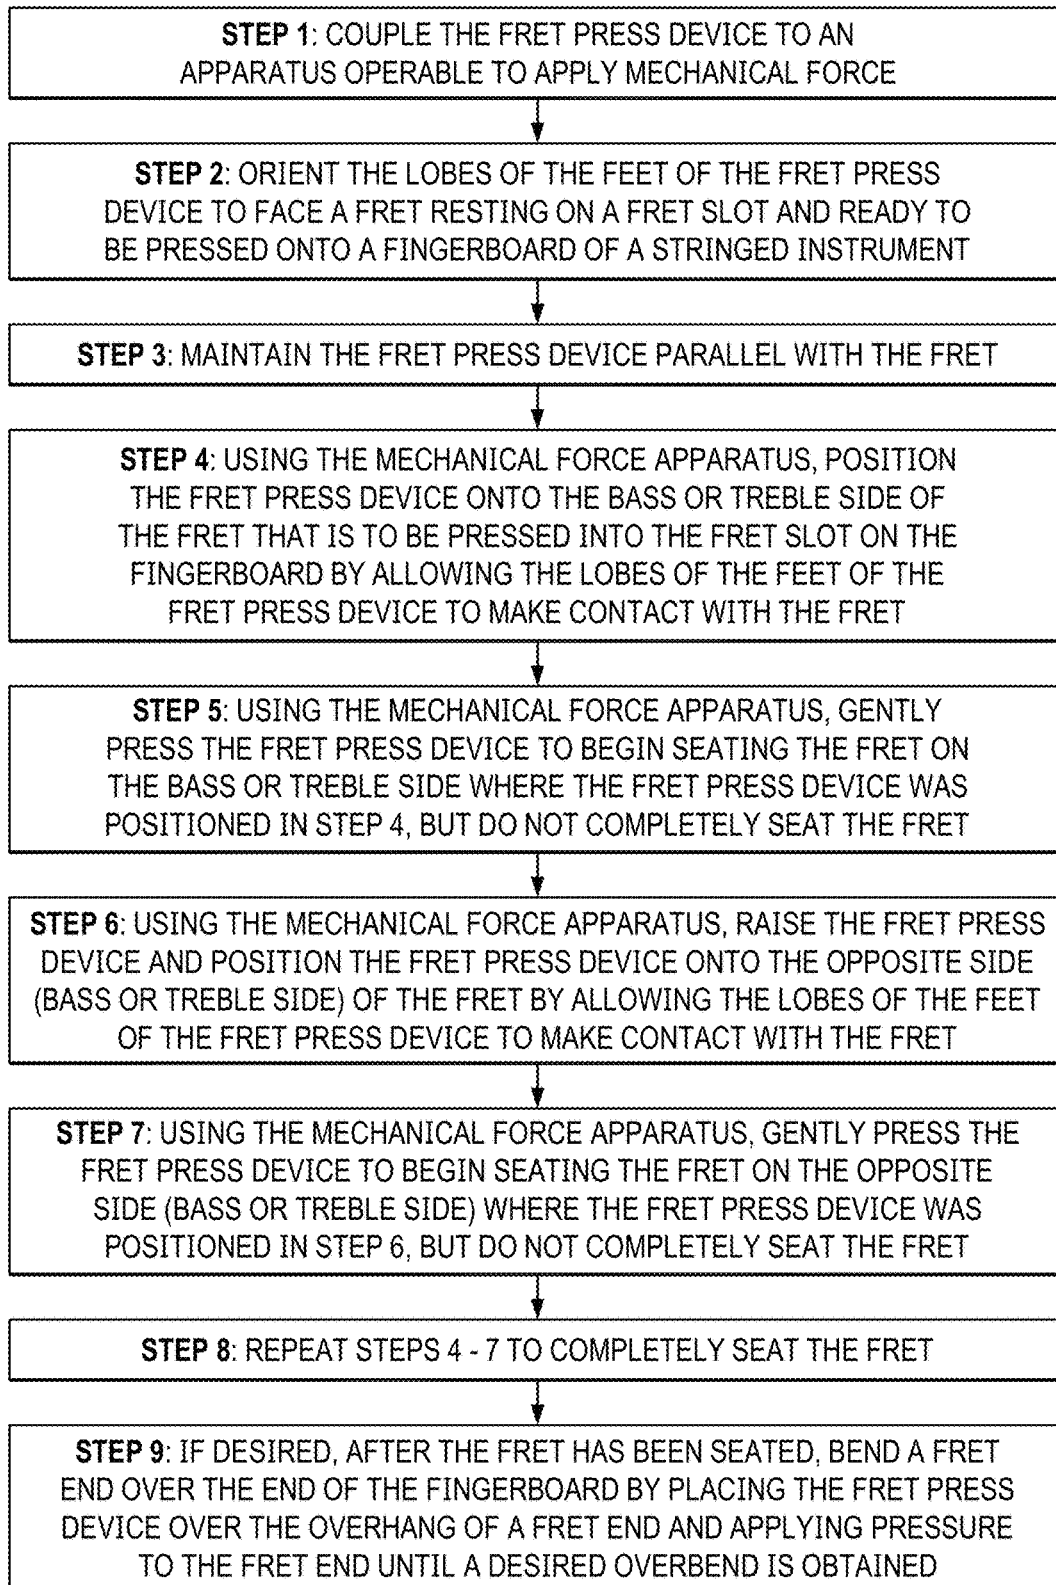 STEP 1: COUPLE THE FRET PRESS DEVICE TO AN
APPARATUS OPERABLE TO APPLY MECHANICAL FORCE
STEP 2: ORIENT THE LOBES OF THE FEET OF THE FRET PRESS
DEVICE TO FACE A FRET RESTING ON A FRET SLOT AND READY TO
BE PRESSED ONTO A FINGERBOARD OF A STRINGED INSTRUMENT
STEP 3: MAINTAIN THE FRET PRESS DEVICE PARALLEL WITH THE FRET
STEP 4: USING THE MECHANICAL FORCE APPARATUS, POSITION
THE FRET PRESS DEVICE ONTO THE BASS OR TREBLE SIDE OF
THE FRET THAT IS TO BE PRESSED INTO THE FRET SLOT ON THE
FINGERBOARD BY ALLOWING THE LOBES OF THE FEET OF THE
FRET PRESS DEVICE TO MAKE CONTACT WITH THE FRET
STEP 5: USING THE MECHANICAL FORCE APPARATUS, GENTLY
PRESS THE FRET PRESS DEVICE TO BEGIN SEATING THE FRET ON
THE BASS OR TREBLE SIDE WHERE THE FRET PRESS DEVICE WAS
POSITIONED IN STEP 4, BUT DO NOT COMPLETELY SEAT THE FRET
STEP 6: USING THE MECHANICAL FORCE APPARATUS, RAISE THE FRET PRESS
DEVICE AND POSITION THE FRET PRESS DEVICE ONTO THE OPPOSITE SIDE
(BASS OR TREBLE SIDE) OF THE FRET BY ALLOWING THE LOBES OF THE FEET
OF THE FRET PRESS DEVICE TO MAKE CONTACT WITH THE FRET
STEP 7: USING THE MECHANICAL FORCE APPARATUS, GENTLY PRESS THE
FRET PRESS DEVICE TO BEGIN SEATING THE FRET ON THE OPPOSITE
SIDE (BASS OR TREBLE SIDE) WHERE THE FRET PRESS DEVICE WAS
POSITIONED IN STEP 6, BUT DO NOT COMPLETELY SEAT THE FRET
STEP 8: REPEAT STEPS 4 - 7 TO COMPLETELY SEAT THE FRET
STEP 9: IF DESIRED, AFTER THE FRET HAS BEEN SEATED, BEND A FRET
END OVER THE END OF THE FINGERBOARD BY PLACING THE FRET PRESS
DEVICE OVER THE OVERHANG OF A FRET END AND APPLYING PRESSURE
TO THE FRET END UNTIL A DESIRED OVERBEND IS OBTAINED